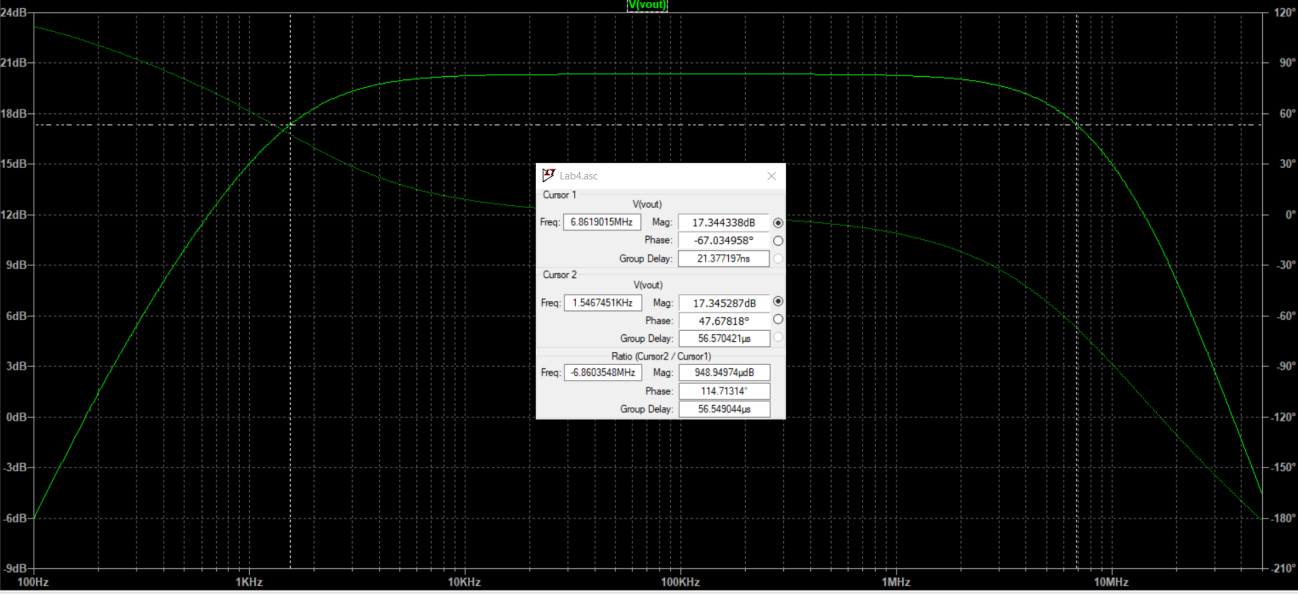 V(vout)
24dB
21dB
18dB
15dB
12dB
9dB
6dB
3dB
0dB
-3dB
-6dB
-9dB
120°
90°
60°
30°
0°
-30°
-60°
-90°
-120°
-150°
-180°
-210°
100Hz 1KHz 10KHz 100KHz 1MHz 10MHz
Lab4.asc
Cursor 1
V(vout)
Freq: 6.8619015MHz Mag: 17.344338dB
Phase: -67.034958°
Group Delay: 21.377197ns
Cursor 2
V(vout)
Freq: 1.5467451KHz Mag: 17.345287dB
Phase: 47.67818°
Group Delay: 56.570421µs
Ratio (Cursor2 / Cursor1)
Freq: -6.8603548MHz Mag: 948.94974µdB
Phase: 114.71314°
Group Delay: 56.549044µs